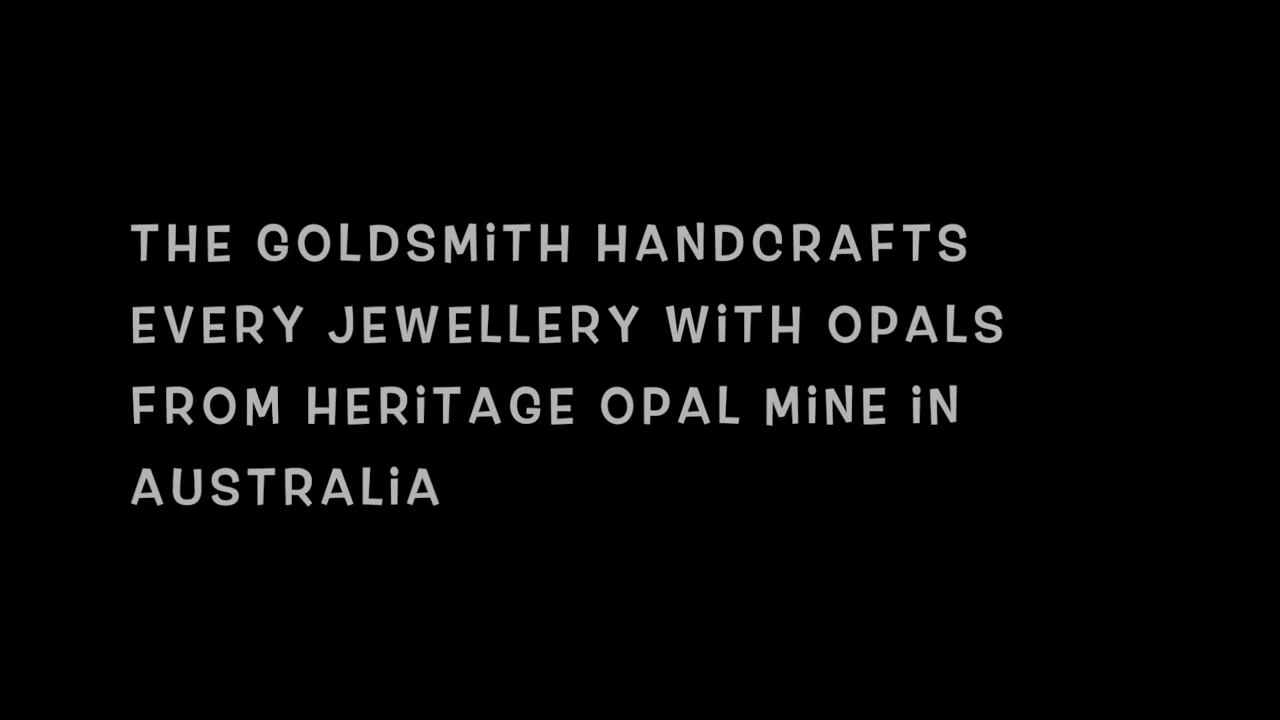 THE GOLDSMiTH HANDCRAFTS
EVERY JEWELLERY WiTH OPALS
FROM HERiTAGE OPAL MiNE iN
AUSTRALiA